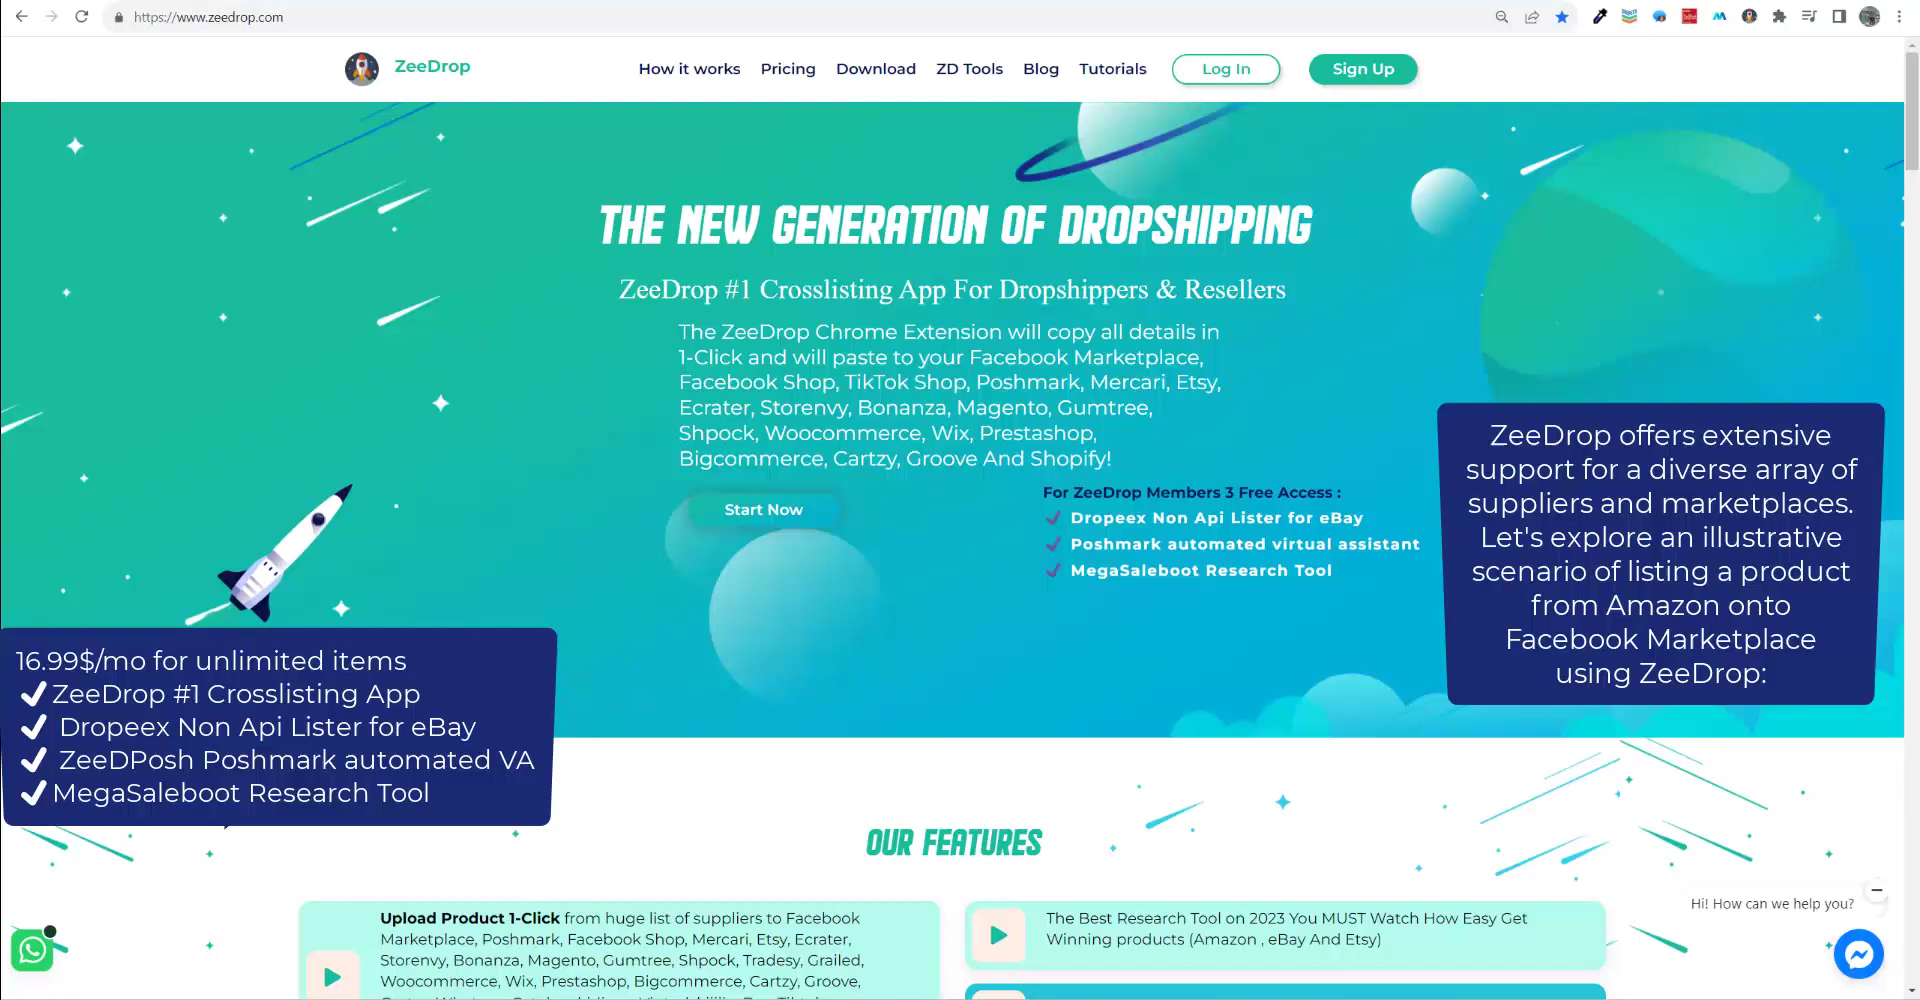 https://www.zeedrop.com
ZeeDrop
How it works
Pricing
Download
ZD Tools
Blog
Tutorials
Log In
Sign Up
THE NEW GENERATION OF DROPSHIPPING
ZeeDrop #1 Crosslisting App For Dropshippers & Resellers
The ZeeDrop Chrome Extension will copy all details in
1-Click and will paste to your Facebook Marketplace,
Facebook Shop, TikTok Shop, Poshmark, Mercari, Etsy,
Ecrater, Storenvy, Bonanza, Magento, Gumtree,
Shpock, Woocommerce, Wix, Prestashop,
Bigcommerce, Cartzy, Groove And Shopify!
Start Now
For ZeeDrop Members 3 Free Access :
Dropeex Non Api Lister for eBay
Poshmark automated virtual assistant
MegaSaleboot Research Tool
ZeeDrop offers extensive
support for a diverse array of
suppliers and marketplaces.
Let's explore an illustrative
scenario of listing a product
from Amazon onto
Facebook Marketplace
using ZeeDrop:
16.99$/mo for unlimited items
✔ZeeDrop #1 Crosslisting App
✔ Dropeex Non Api Lister for eBay
✔ ZeeDPosh Poshmark automated VA
✔MegaSaleboot Research Tool
OUR FEATURES
Upload Product 1-Click from huge list of suppliers to Facebook
Marketplace, Poshmark, Facebook Shop, Mercari, Etsy, Ecrater,
Storenvy, Bonanza, Magento, Gumtree, Shpock, Tradesy, Grailed,
Woocommerce, Wix, Prestashop, Bigcommerce, Cartzy, Groove,
The Best Research Tool on 2023 You MUST Watch How Easy Get
Winning products (Amazon , eBay And Etsy)
Hi! How can we help you?